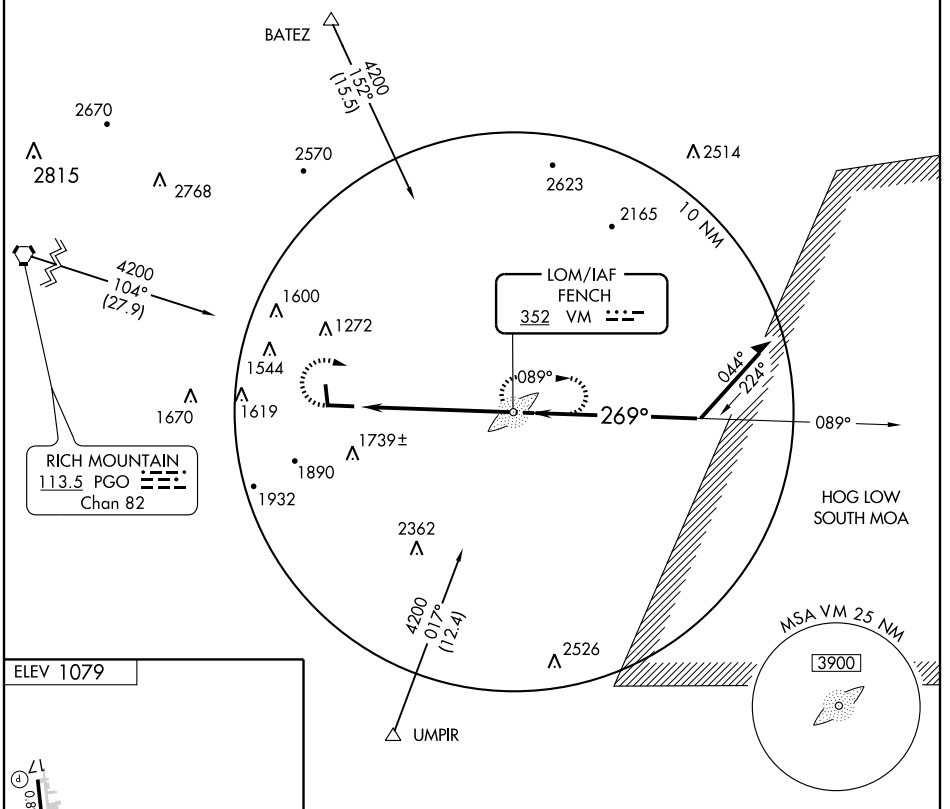 BATEZ
4200
152°
(15.5)
2670
2815
2768
2570
2623
2514
2165
10 NM
4200
104°
(27.9)
LOM/IAF
FENCH
352 VM
1600
1272
1544
1670
1619
089°
044°
224°
269°
089°
1739±
1890
1932
RICH MOUNTAIN
113.5 PGO
Chan 82
HOG LOW
SOUTH MOA
2362
4200
017°
(12.4)
2526
UMPIR
MSA VM 25 NM
3900
ELEV 1079
17
P
0.8